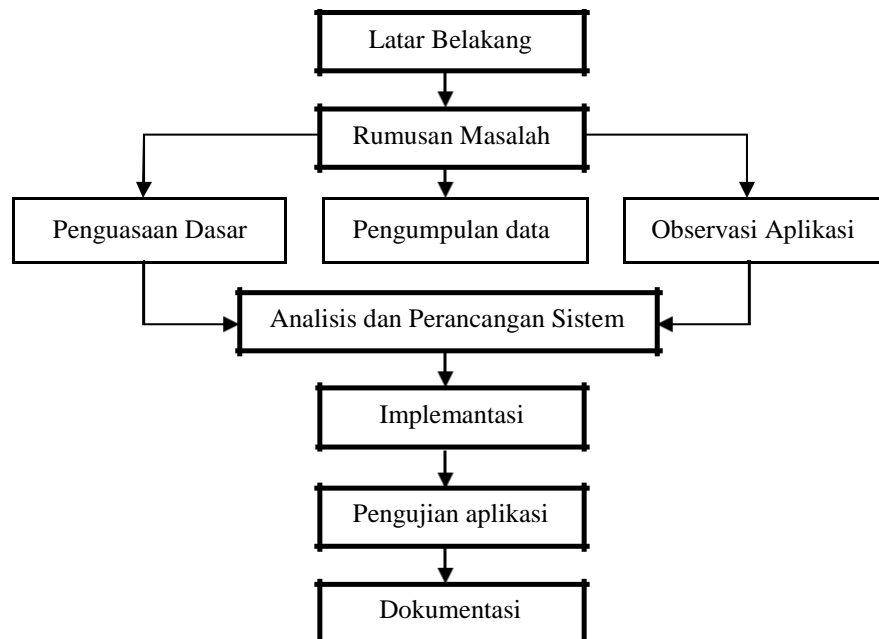 Latar Belakang
Rumusan Masalah
Penguasaan Dasar
Pengumpulan data
Observasi Aplikasi
Analisis dan Perancangan Sistem
Implemantasi
Pengujian aplikasi
Dokumentasi